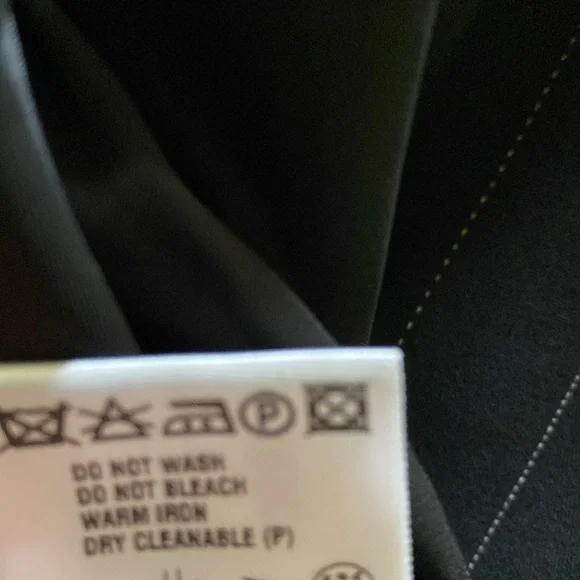 P
DO NOT WASH
DO NOT BLEACH
WARM IRON
DRY CLEANABLE (P)